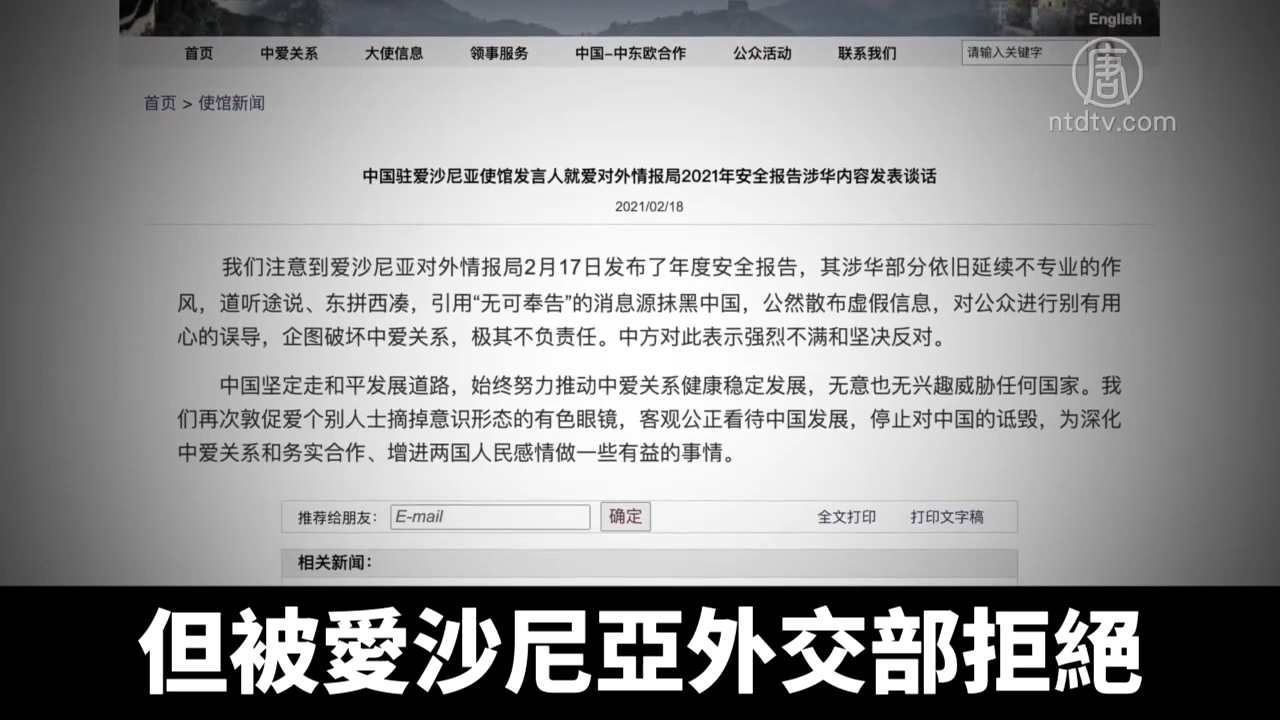 English
首页 中爱关系 大使信息 领事服务 中国-中东欧合作 公众活动 联系我们 请输入关键字
唐
ntdtv.com
首页 > 使馆新闻
中国驻爱沙尼亚使馆发言人就爱对外情报局2021年安全报告涉华内容发表谈话
2021/02/18
我们注意到爱沙尼亚对外情报局2月17日发布了年度安全报告，其涉华部分依旧延续不专业的作
风，道听途说、东拼西凑，引用“无可奉告”的消息源抹黑中国，公然散布虚假信息，对公众进行别有用
心的误导，企图破坏中爱关系，极其不负责任。中方对此表示强烈不满和坚决反对。
中国坚定走和平发展道路，始终努力推动中爱关系健康稳定发展，无意也无兴趣威胁任何国家。我
们再次敦促爱个别人士摘掉意识形态的有色眼镜，客观公正看待中国发展，停止对中国的诋毁，为深化
中爱关系和务实合作、增进两国人民感情做一些有益的事情。
推荐给朋友： E-mail 确定 全文打印 打印文字稿
相关新闻：
但被愛沙尼亞外交部拒絕